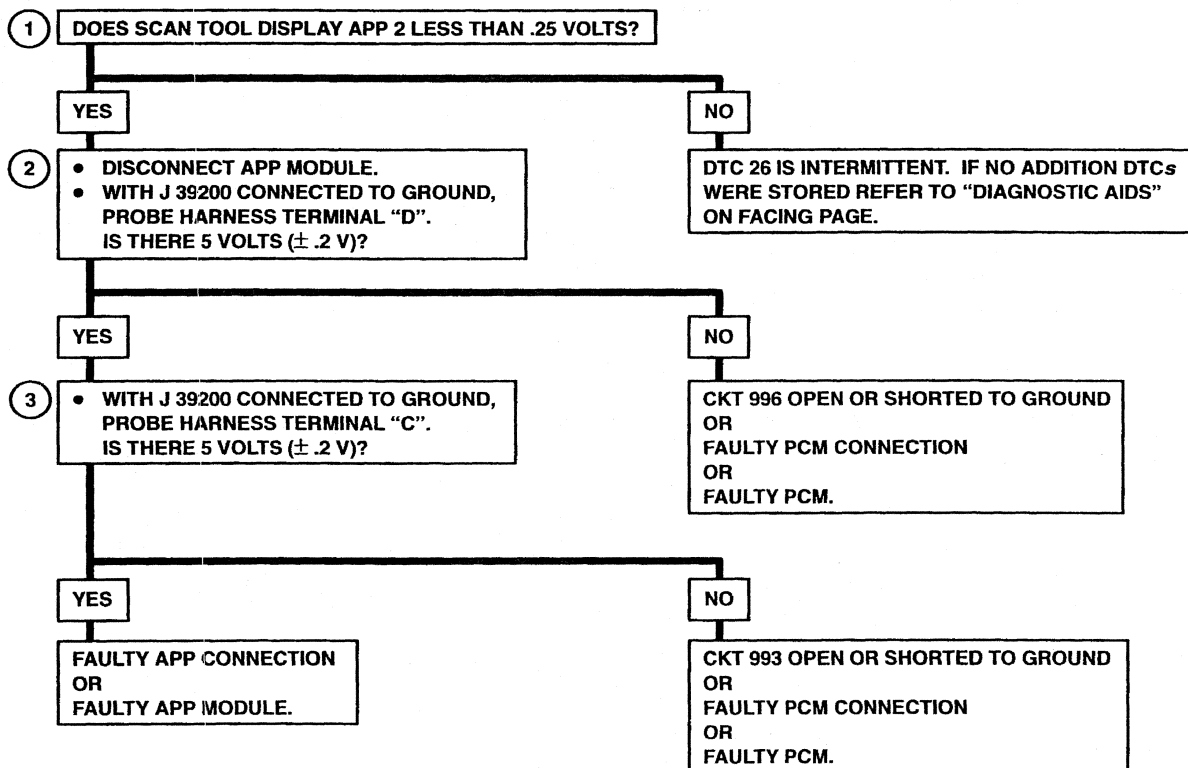 1 DOES SCAN TOOL DISPLAY APP 2 LESS THAN .25 VOLTS?
YES
NO
2
• DISCONNECT APP MODULE.
• WITH J 39200 CONNECTED TO GROUND,
PROBE HARNESS TERMINAL “D”.
IS THERE 5 VOLTS (± .2 V)?
DTC 26 IS INTERMITTENT. IF NO ADDITION DTCs
WERE STORED REFER TO “DIAGNOSTIC AIDS”
ON FACING PAGE.
YES
NO
3
• WITH J 39200 CONNECTED TO GROUND,
PROBE HARNESS TERMINAL “C”.
IS THERE 5 VOLTS (± .2 V)?
CKT 996 OPEN OR SHORTED TO GROUND
OR
FAULTY PCM CONNECTION
OR
FAULTY PCM.
YES
NO
FAULTY APP CONNECTION
OR
FAULTY APP MODULE.
CKT 993 OPEN OR SHORTED TO GROUND
OR
FAULTY PCM CONNECTION
OR
FAULTY PCM.